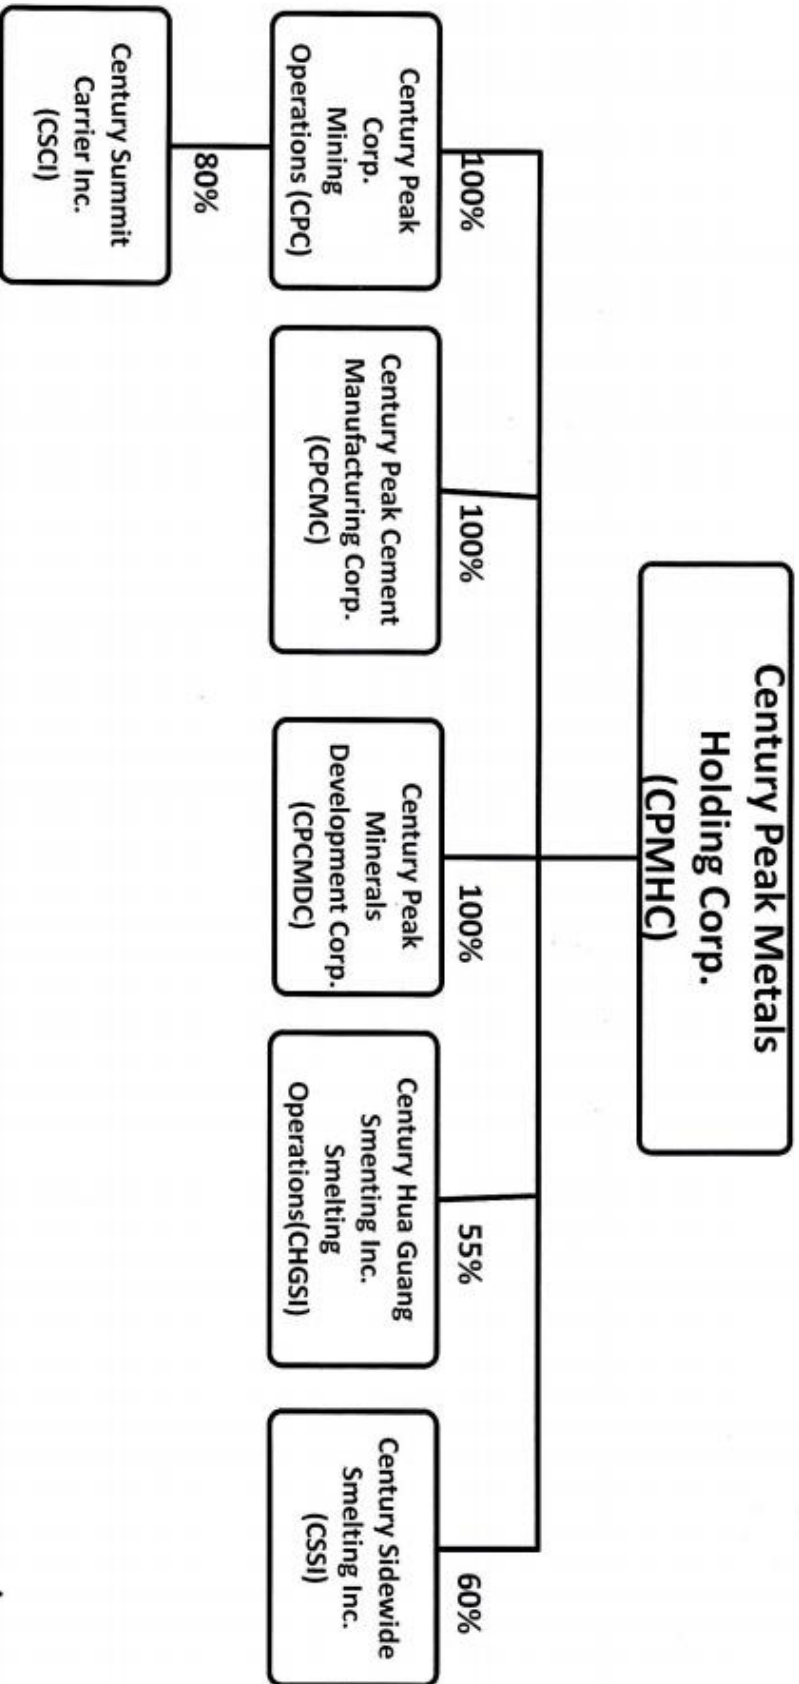 Century Peak Metals
Holding Corp.
(CPMHC)
100%
100%
100%
55%
60%
Century Peak
Corp.
Mining
Operations (CPC)
Century Peak Cement
Manufacturing Corp.
(CPCMC)
Century Peak
Minerals
Development Corp.
(CPCMDC)
Century Hua Guang
Smenting Inc.
Smelting
Operations(CHGSI)
Century Sidewide
Smelting Inc.
(CSSI)
80%
Century Summit
Carrier Inc.
(CSCI)